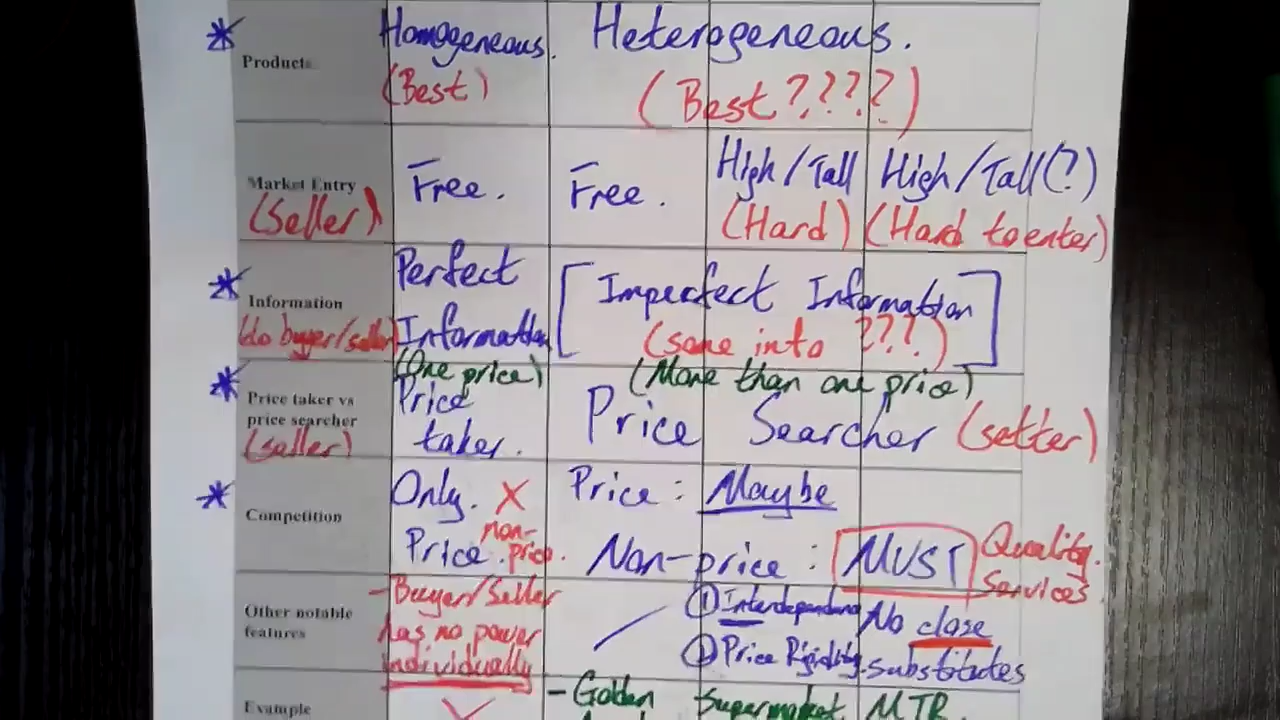 * Products Homogeneous. Heterogeneous.
(Best) (Best????)
Market Entry Free. Free. High/Tall High/Tall(?)
(Seller) (Hard) (Hard to enter)
* Information Perfect Imperfect Information
(to buyer/seller) Information (same info ???)
(One price) (More than one price)
* Price taker vs Price Price Searcher (setter)
price searcher taker.
(seller)
* Competition Only. X Price : Maybe
Price. non-price. Non-price : MUST Quality.
Services
Other notable - Buyer/Seller ① Interdependency No close
features has no power ② Price Rigidity. substitutes
individually
Example - Golden Supermarket MTR.